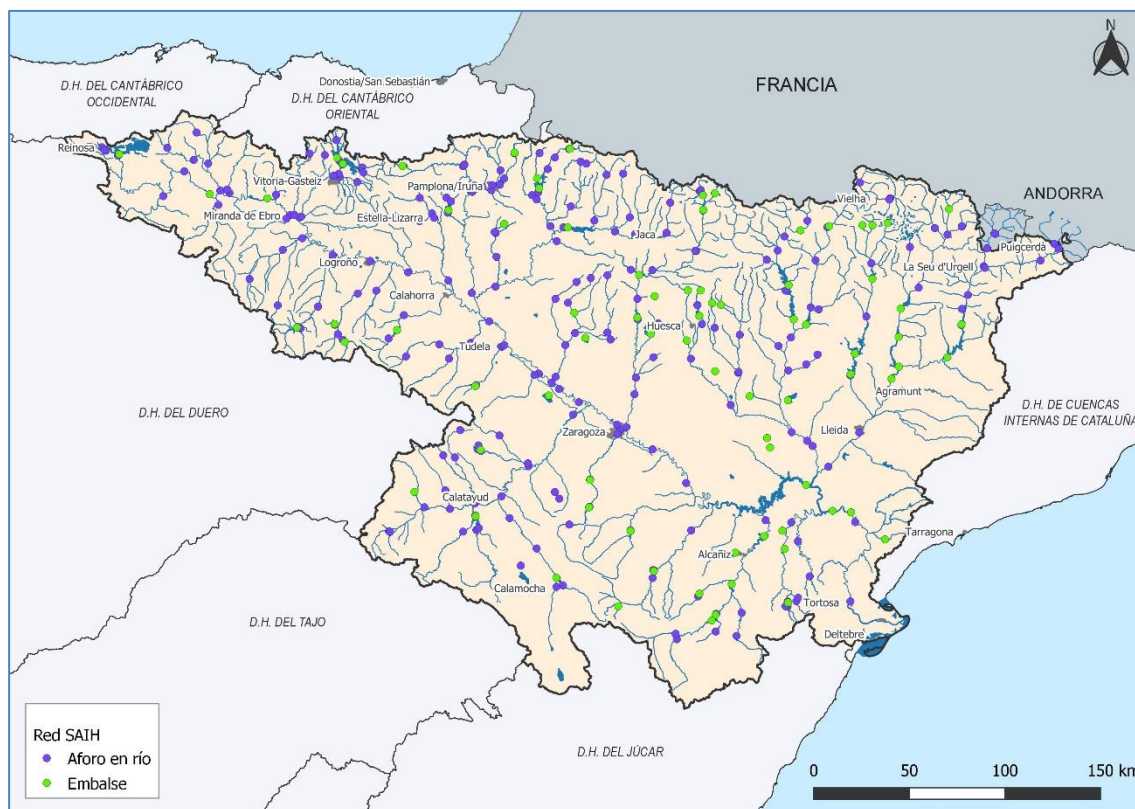 N
Donostia/San Sebastián
D.H. DEL CANTÁBRICO
OCCIDENTAL
D.H. DEL CANTÁBRICO
ORIENTAL
FRANCIA
Reinosa
Vitoria-Gasteiz
Pamplona/Iruña
Vielha
ANDORRA
Miranda de Ebro
Estella-Lizarra
Jaca
Puigcerdà
La Seu d'Urgell
Logroño
Calahorra
Huesca
Tudela
Agramunt
D.H. DEL DUERO
D.H. DE CUENCAS
INTERNAS DE CATALUÑA
Zaragoza
Lleida
Calatayud
Tarragona
Alcañiz
Calamocha
Tortosa
D.H. DEL TAJO
Deltebre
D.H. DEL JÚCAR
Red SAIH
Aforo en río
Embalse
0 50 100 150 km